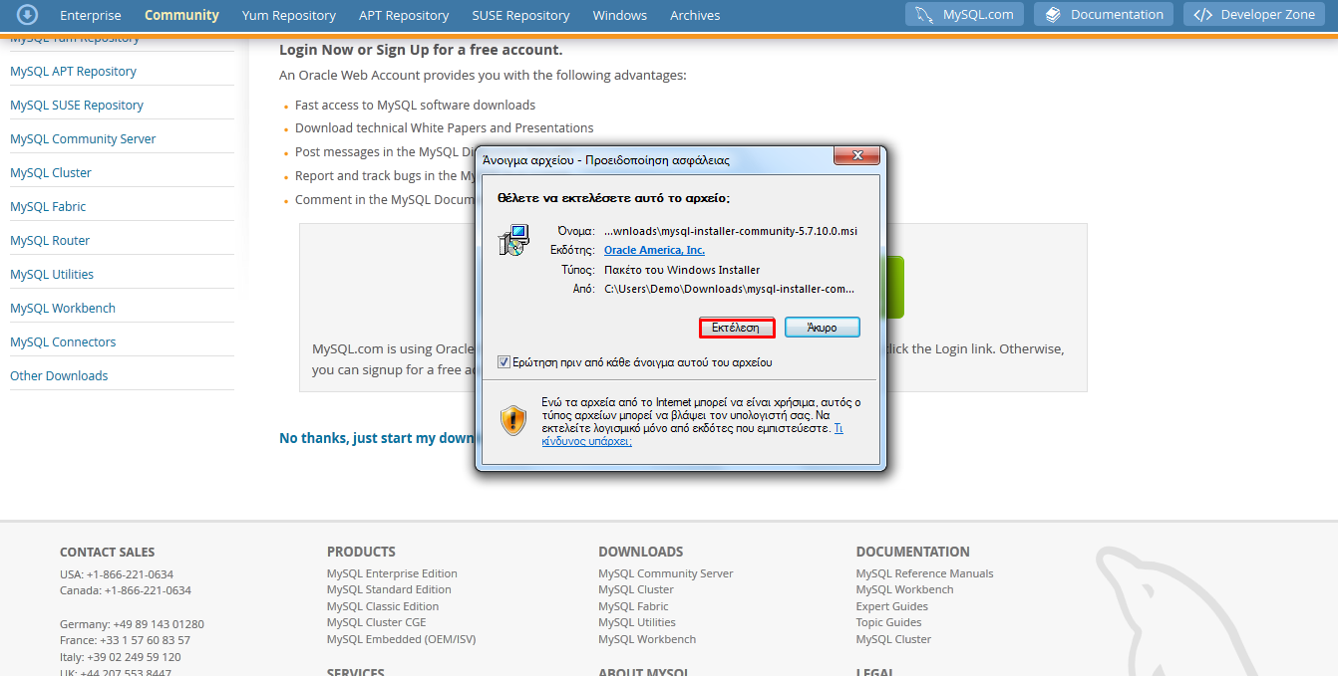 Enterprise Community Yum Repository APT Repository SUSE Repository Windows Archives MySQL.com Documentation Developer Zone
MySQL Yum Repository
MySQL APT Repository
MySQL SUSE Repository
MySQL Community Server
MySQL Cluster
MySQL Fabric
MySQL Router
MySQL Utilities
MySQL Workbench
MySQL Connectors
Other Downloads
Login Now or Sign Up for a free account.
An Oracle Web Account provides you with the following advantages:
Fast access to MySQL software downloads
Download technical White Papers and Presentations
Post messages in the MySQL Di
Report and track bugs in the My
Comment in the MySQL Docum
MySQL.com is using Oracle
lick the Login link. Otherwise,
you can signup for a free a
No thanks, just start my down
Άνοιγμα αρχείου - Προειδοποίηση ασφάλειας
Θέλετε να εκτελέσετε αυτό το αρχείο;
Όνομα: ...wnloads\mysql-installer-community-5.7.10.0.msi
Εκδότης: Oracle America, Inc.
Τύπος: Πακέτο του Windows Installer
Από: C:\Users\Demo\Downloads\mysql-installer-com...
Εκτέλεση Άκυρο
Ερώτηση πριν από κάθε άνοιγμα αυτού του αρχείου
Ενώ τα αρχεία από το Internet μπορεί να είναι χρήσιμα, αυτός ο
τύπος αρχείων μπορεί να βλάψει τον υπολογιστή σας. Να
εκτελείτε λογισμικό μόνο από εκδότες που εμπιστεύεστε. Τι
κίνδυνος υπάρχει;
CONTACT SALES
USA: +1-866-221-0634
Canada: +1-866-221-0634
Germany: +49 89 143 01280
France: +33 1 57 60 83 57
Italy: +39 02 249 59 120
UK: +44 207 553 8447
PRODUCTS
MySQL Enterprise Edition
MySQL Standard Edition
MySQL Classic Edition
MySQL Cluster CGE
MySQL Embedded (OEM/ISV)
SERVICES
DOWNLOADS
MySQL Community Server
MySQL Cluster
MySQL Fabric
MySQL Utilities
MySQL Workbench
ABOUT MYSQL
DOCUMENTATION
MySQL Reference Manuals
MySQL Workbench
Expert Guides
Topic Guides
MySQL Cluster
LEGAL